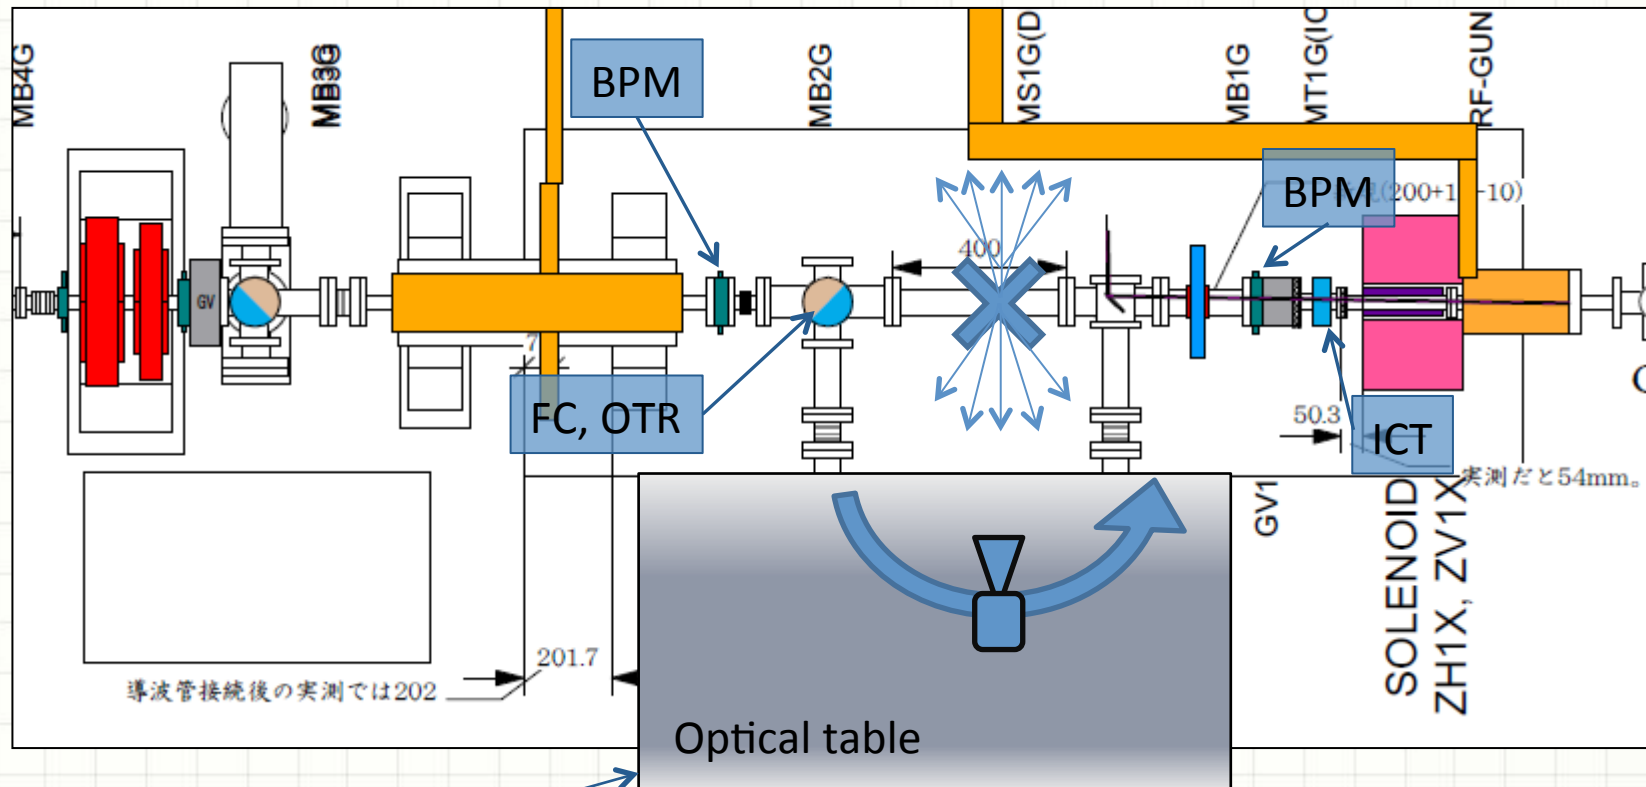 MB4G
MB3G
BPM
MB2G
MS1G(D
MB1G
MT1G(IC
RF-GUN
BPM
(200+1
-10)
400
GV
7
FC, OTR
50.3
ICT
実測だと54mm。
GV1
SOLENOID
ZH1X, ZV1X
201.7
導波管接続後の実測では202
Optical table